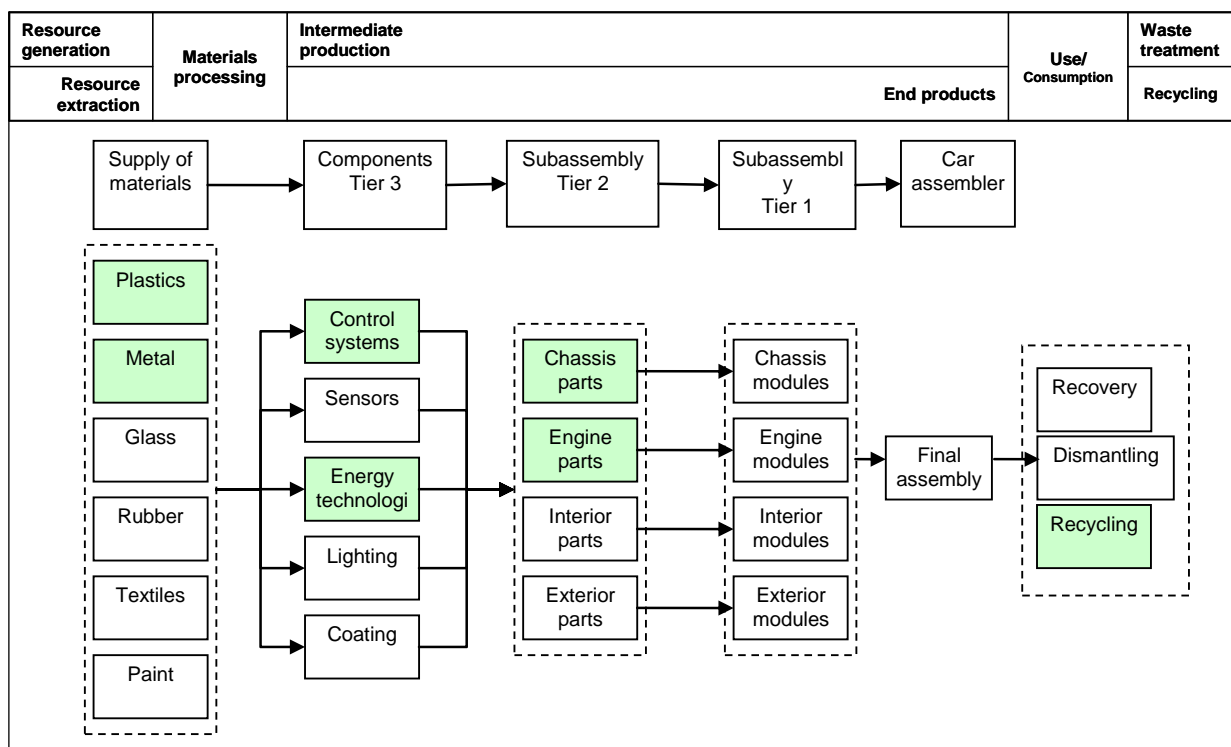 Resource
generation
Resource
extraction
Materials
processing
Intermediate
production
End products
Use/
Consumption
Waste
treatment
Recycling
Supply of
materials
Components
Tier 3
Subassembly
Tier 2
Subassembl
y
Tier 1
Car
assembler
Plastics
Metal
Glass
Rubber
Textiles
Paint
Control
systems
Sensors
Energy
technologi
Lighting
Coating
Chassis
parts
Engine
parts
Interior
parts
Exterior
parts
Chassis
modules
Engine
modules
Interior
modules
Exterior
modules
Final
assembly
Recovery
Dismantling
Recycling